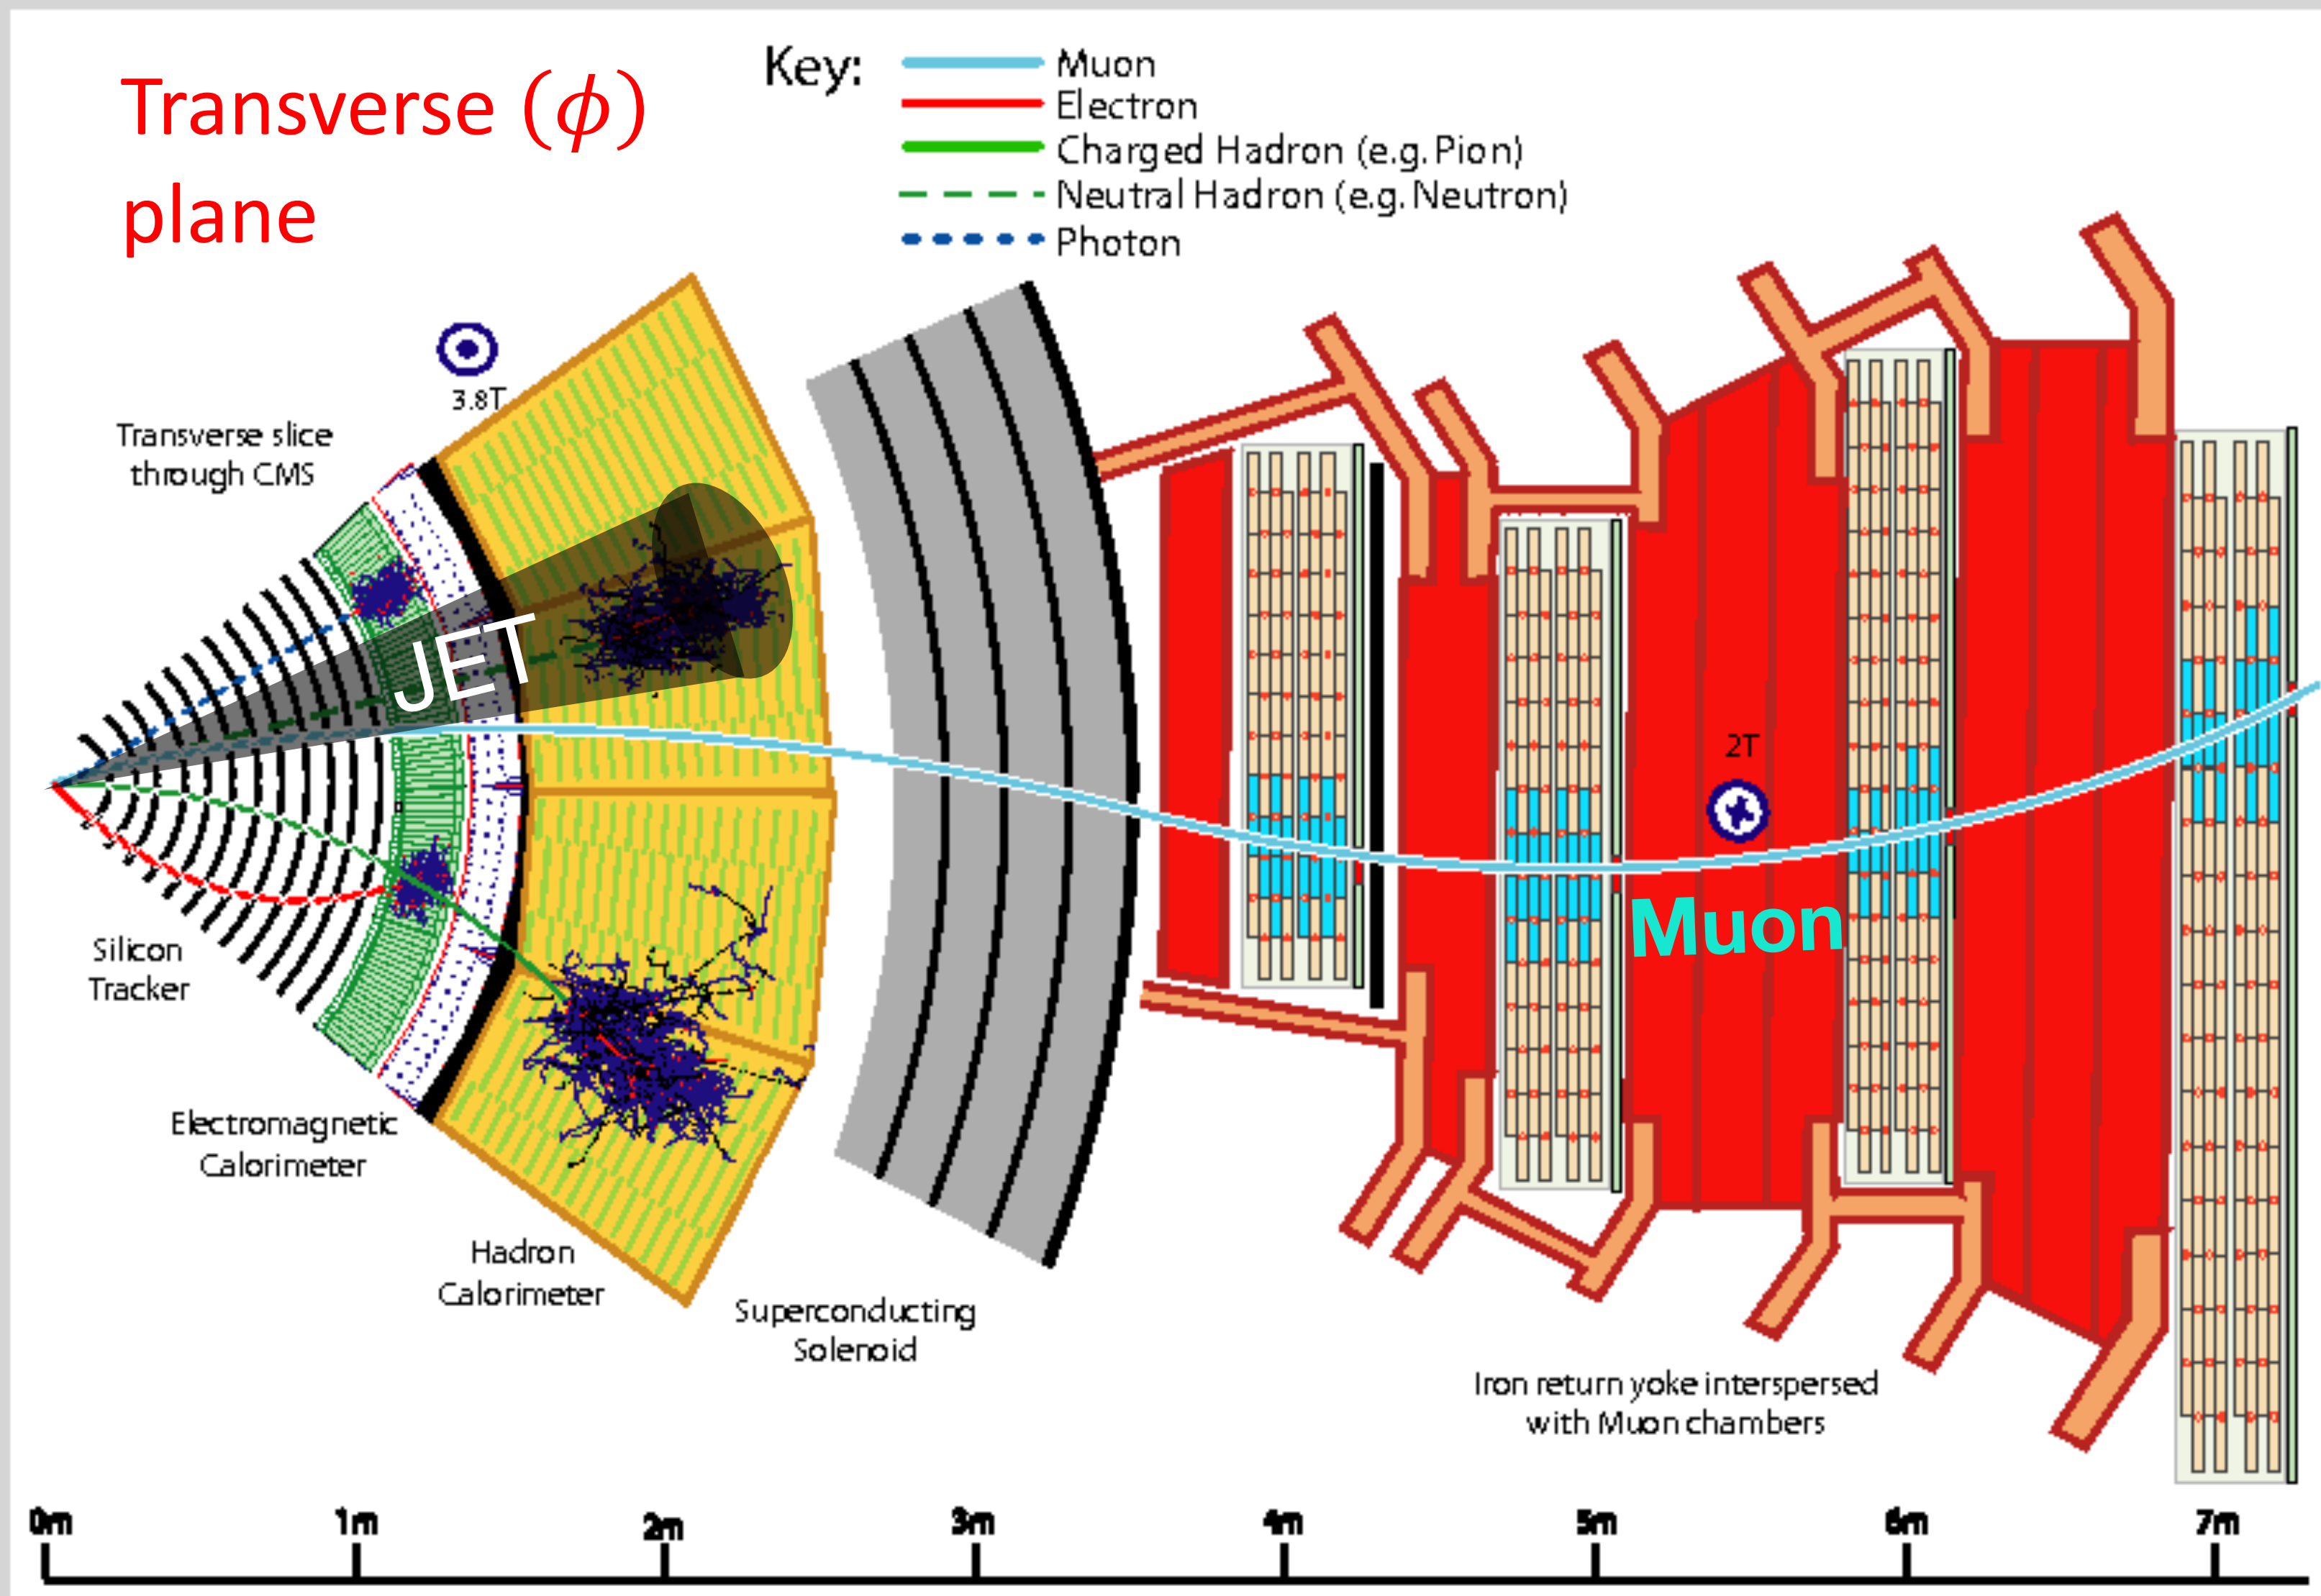 Transverse (ϕ)
plane
Key:
Muon
Electron
Charged Hadron (e.g. Pion)
Neutral Hadron (e.g. Neutron)
Photon
3.8T
Transverse slice
through CMS
JET
2T
Muon
Silicon
Tracker
Electromagnetic
Calorimeter
Hadron
Calorimeter
Superconducting
Solenoid
Iron return yoke interspersed
with Muon chambers
0m 1m 2m 3m 4m 5m 6m 7m